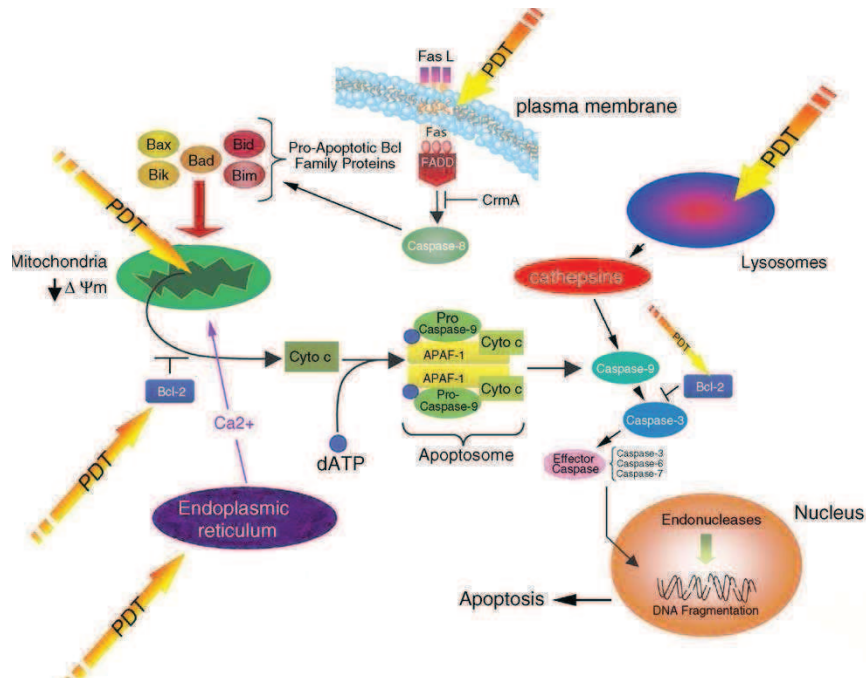 PDT
Fas L
PDT
plasma membrane
Fas
FADD
CrmA
Caspase-8
Bax
Bid
Bad
Bik
Bim
Pro-Apoptotic Bcl
Family Proteins
PDT
PDT
Mitochondria
Δ Ψm
Lysosomes
cathepsine
Pro
Caspase-9
Cyto c
APAF-1
APAF-1
Pro-
Caspase-9
Cyto c
Cyto c
Apoptosome
dATP
PDT
Caspase-9
Bcl-2
Caspase-3
Effector
Caspase
Caspase-3
Caspase-6
Caspase-7
Bcl-2
Ca2+
PDT
Endoplasmic
reticulum
PDT
Nucleus
Endonucleases
DNA Fragmentation
Apoptosis